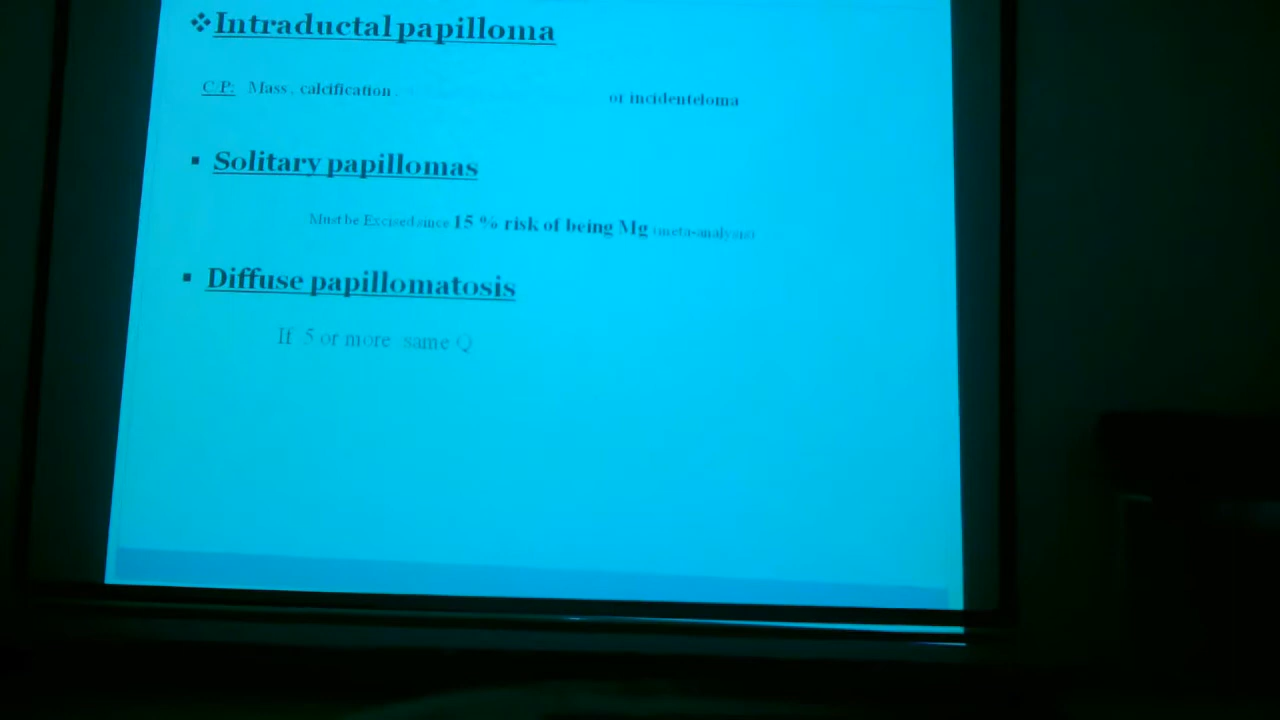 ❖Intraductal papilloma
C/P: Mass, calcification, or incidenteloma
▪ Solitary papillomas
Must be Excised since 15 % risk of being Mg (meta-analysis)
▪ Diffuse papillomatosis
If 5 or more same Q